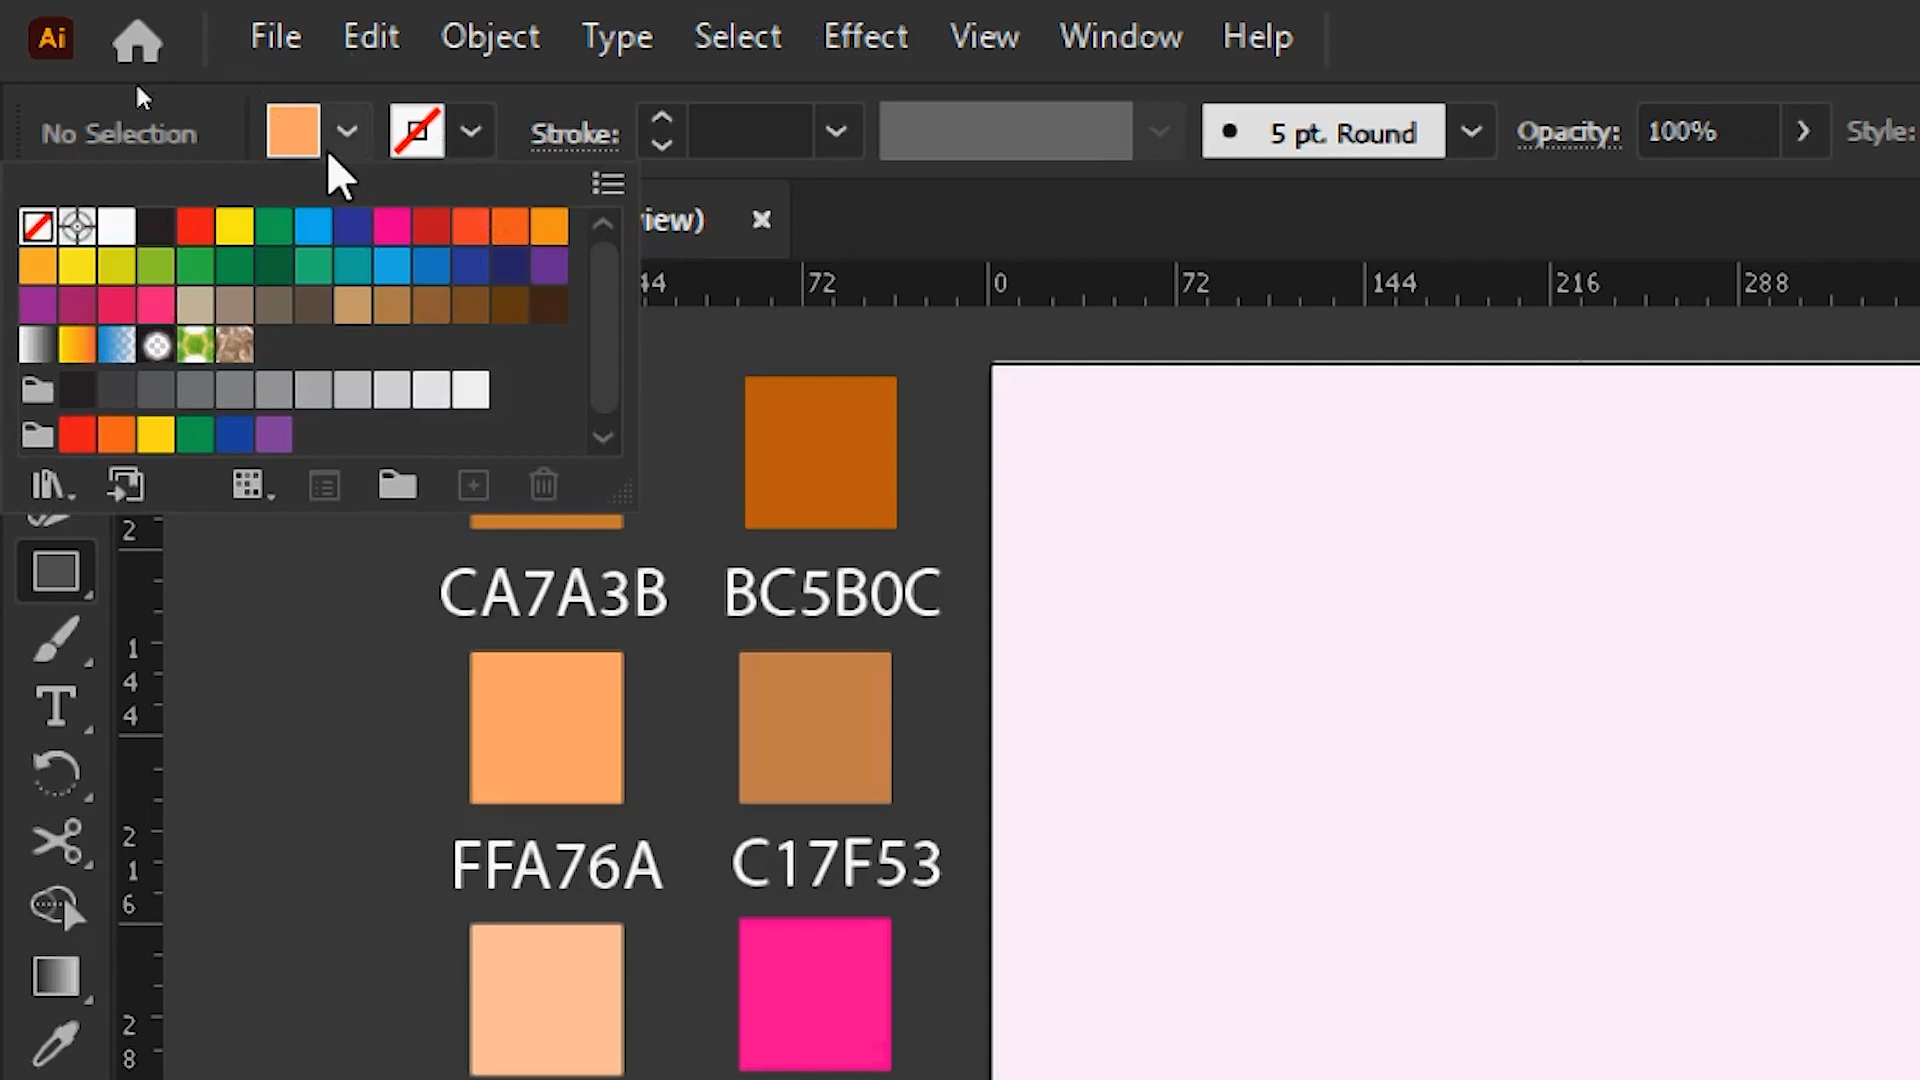 Ai File Edit Object Type Select Effect View Window Help
No Selection Stroke: 5 pt. Round Opacity: 100% Style:
iew) ×
44 72 0 72 144 216 288
2
CA7A3B BC5B0C
1
4
4
FFA76A C17F53
2
1
6
2
8